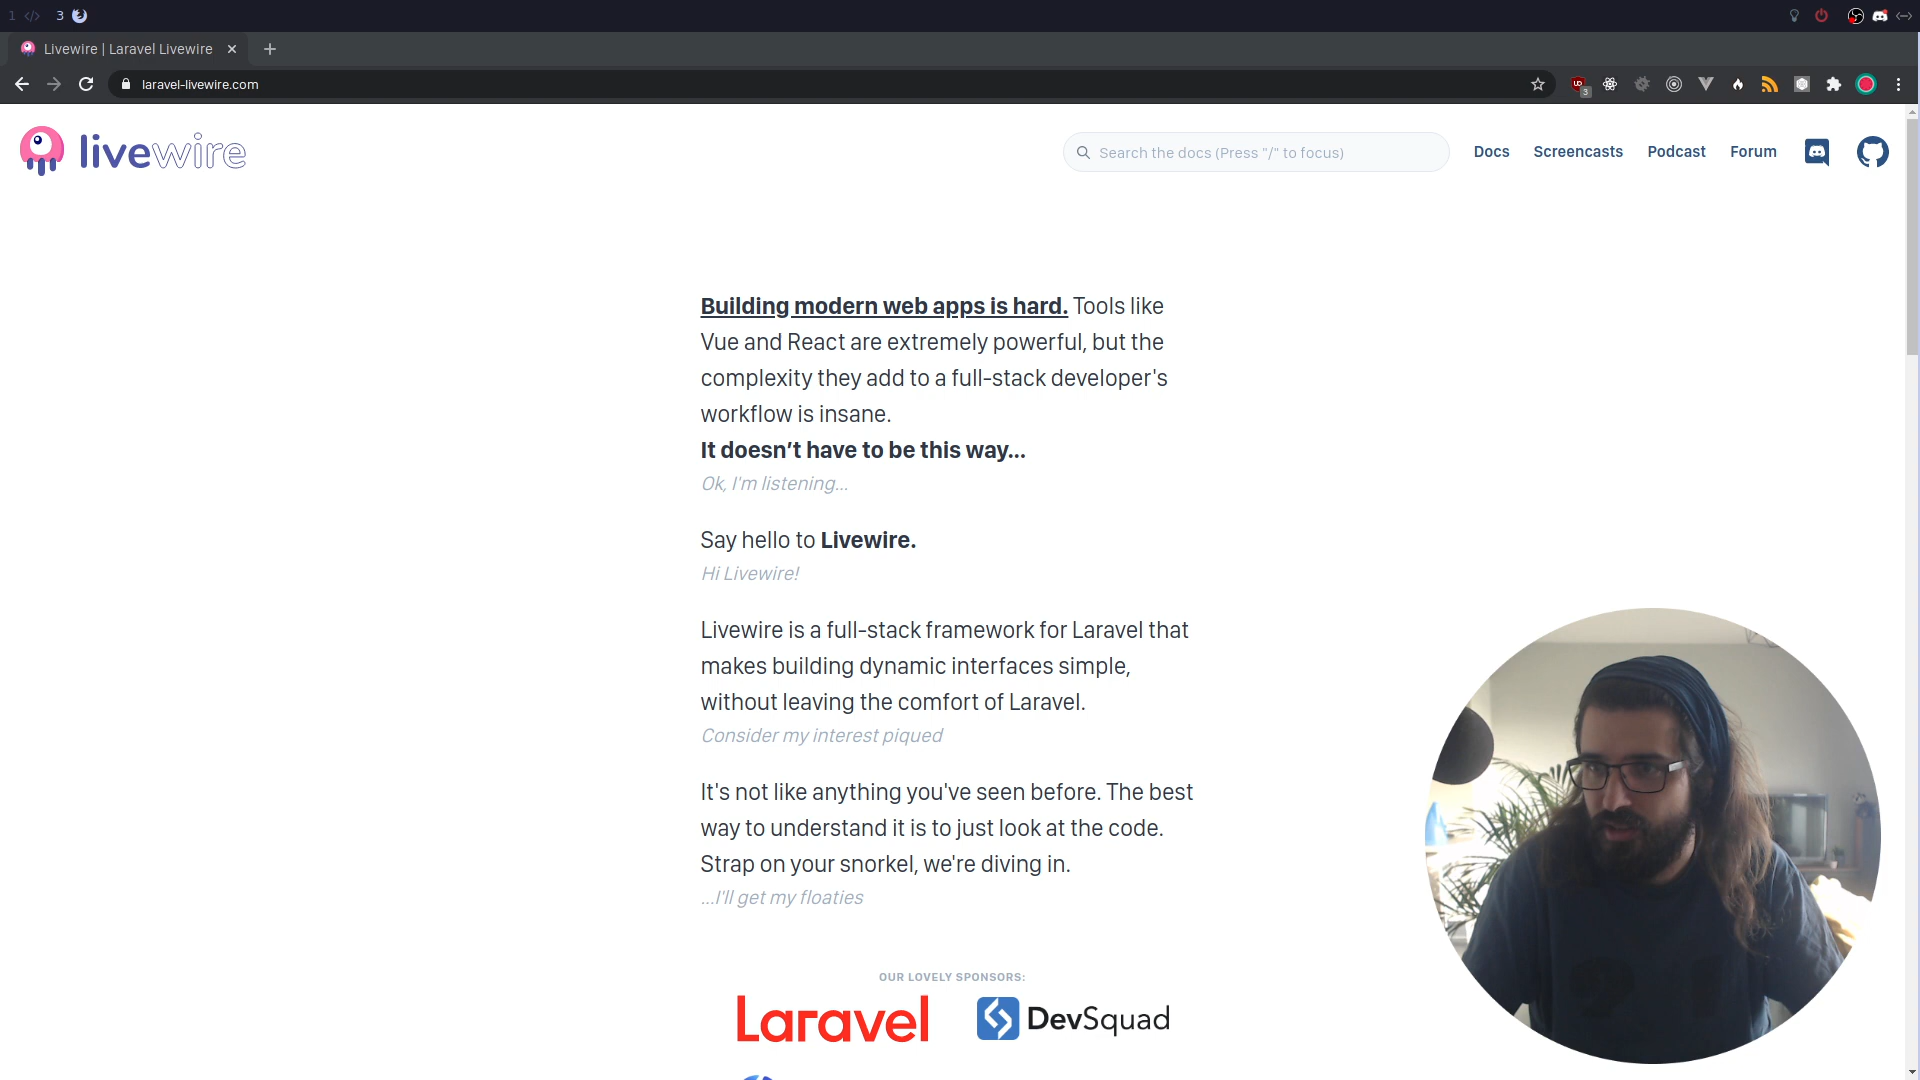 1 </> 3
Livewire | Laravel Livewire
laravel-livewire.com
3
livewire
Search the docs (Press "/" to focus)
Docs Screencasts Podcast Forum
Building modern web apps is hard. Tools like
Vue and React are extremely powerful, but the
complexity they add to a full-stack developer's
workflow is insane.
It doesn’t have to be this way...
Ok, I'm listening...
Say hello to Livewire.
Hi Livewire!
Livewire is a full-stack framework for Laravel that
makes building dynamic interfaces simple,
without leaving the comfort of Laravel.
Consider my interest piqued
It's not like anything you've seen before. The best
way to understand it is to just look at the code.
Strap on your snorkel, we're diving in.
...I'll get my floaties
OUR LOVELY SPONSORS:
Laravel DevSquad